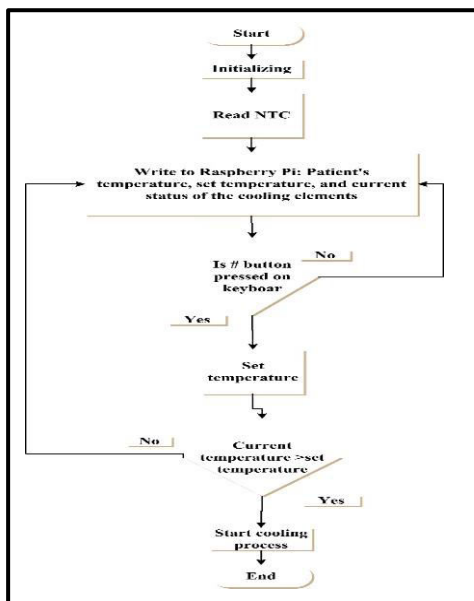 Start
Initializing
Read NTC
Write to Raspberry Pi: Patient's
temperature, set temperature, and current
status of the cooling elements
No
Is # button
pressed on
keyboar
Yes
Set
temperature
No
Current
temperature >set
temperature
Yes
Start cooling
process
End